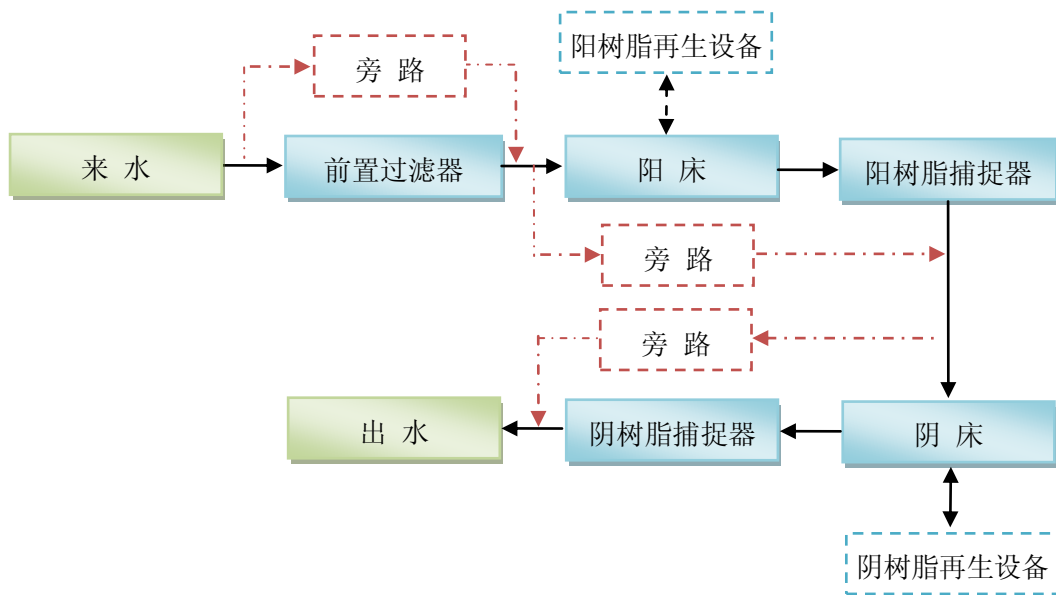 阳树脂再生设备
旁 路
来 水
前置过滤器
阳 床
阳树脂捕捉器
旁 路
旁 路
出 水
阴树脂捕捉器
阴 床
阴树脂再生设备